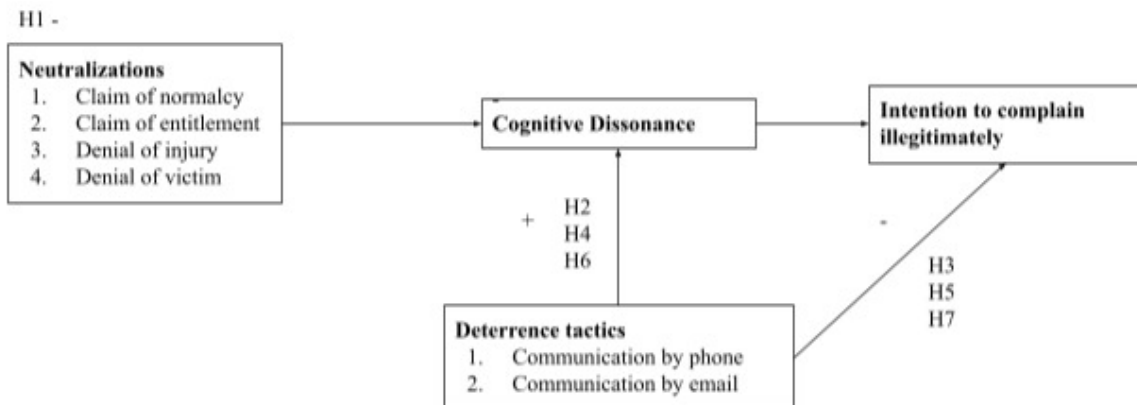 H1 -
Neutralizations
1. Claim of normalcy
2. Claim of entitlement
3. Denial of injury
4. Denial of victim
-
Cognitive Dissonance
Intention to complain
illegitimately
+
H2
H4
H6
-
H3
H5
H7
Deterrence tactics
1. Communication by phone
2. Communication by email